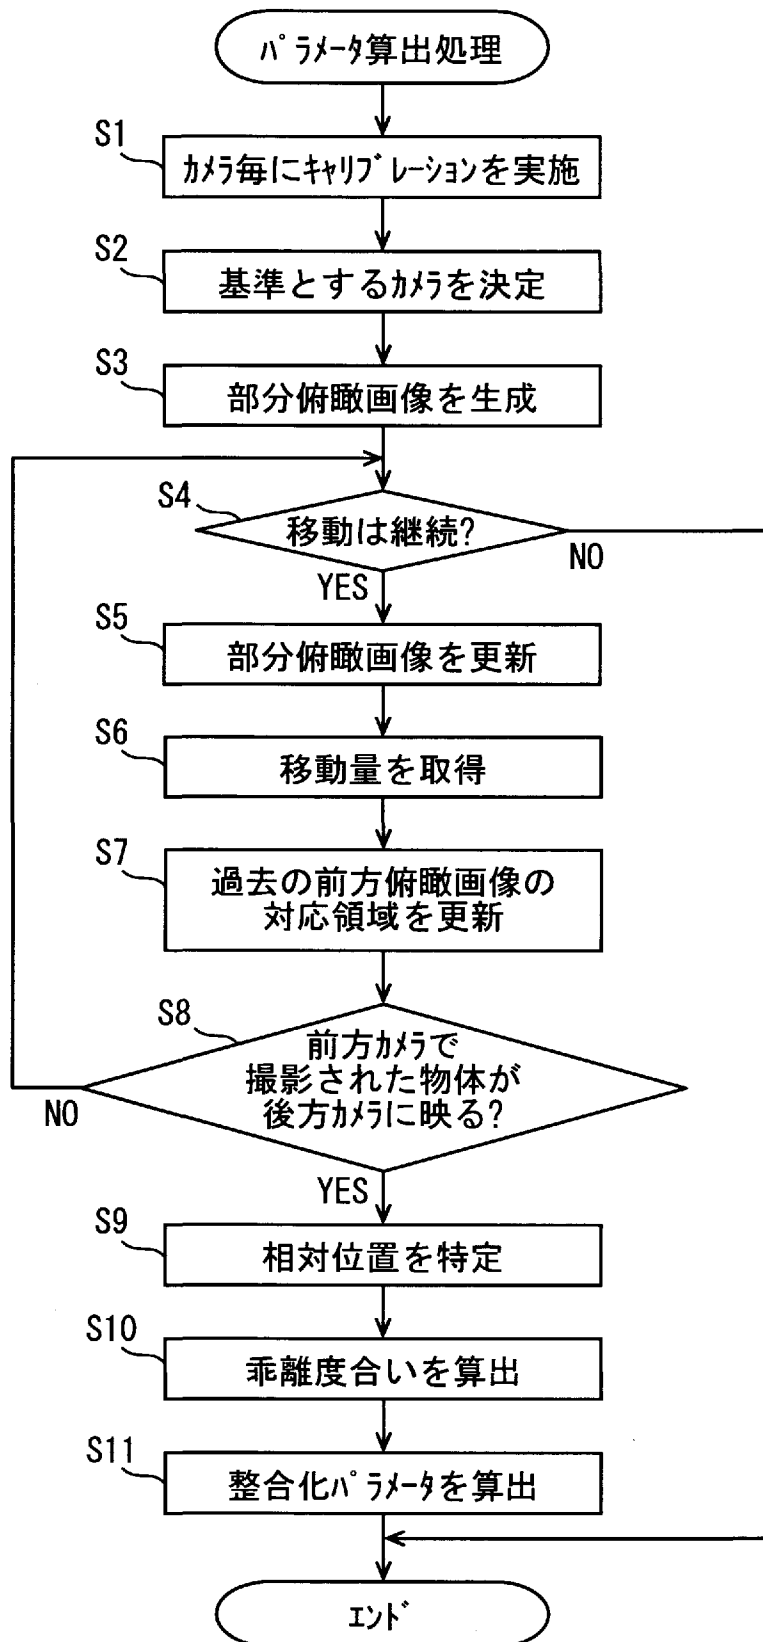 パラメータ算出処理
S1
カメラ毎にキャリブレーションを実施
S2
基準とするカメラを決定
S3
部分俯瞰画像を生成
S4
移動は継続?
NO
YES
S5
部分俯瞰画像を更新
S6
移動量を取得
S7
過去の前方俯瞰画像の
対応領域を更新
S8
前方カメラで
撮影された物体が
後方カメラに映る?
NO
YES
S9
相対位置を特定
S10
乖離度合いを算出
S11
整合化パラメータを算出
エンド